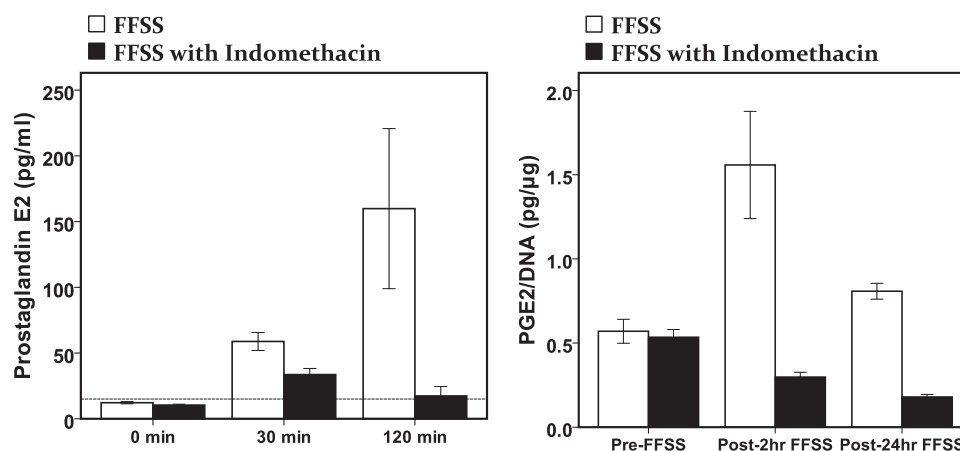 FFSS
FFSS with Indomethacin
Prostaglandin E2 (pg/ml)
250
200
150
100
50
0
0 min 30 min 120 min
FFSS
FFSS with Indomethacin
PGE2/DNA (pg/µg)
2.0
1.5
1.0
0.5
0.0
Pre-FFSS Post-2hr FFSS Post-24hr FFSS